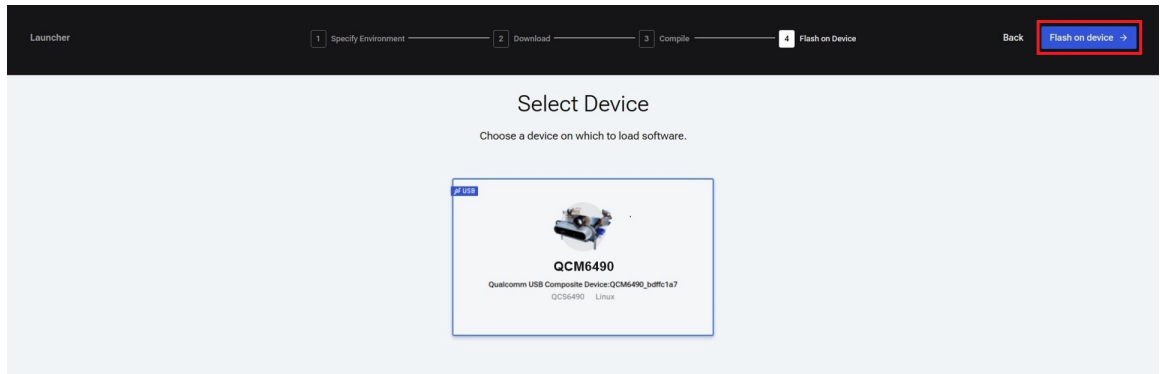 Launcher
1 Specify Environment
2 Download
3 Compile
4 Flash on Device
Back
Flash on device →
Select Device
Choose a device on which to load software.
USB
QCM6490
Qualcomm USB Composite Device:QCM6490_bdffc1a7
QCS6490 Linux